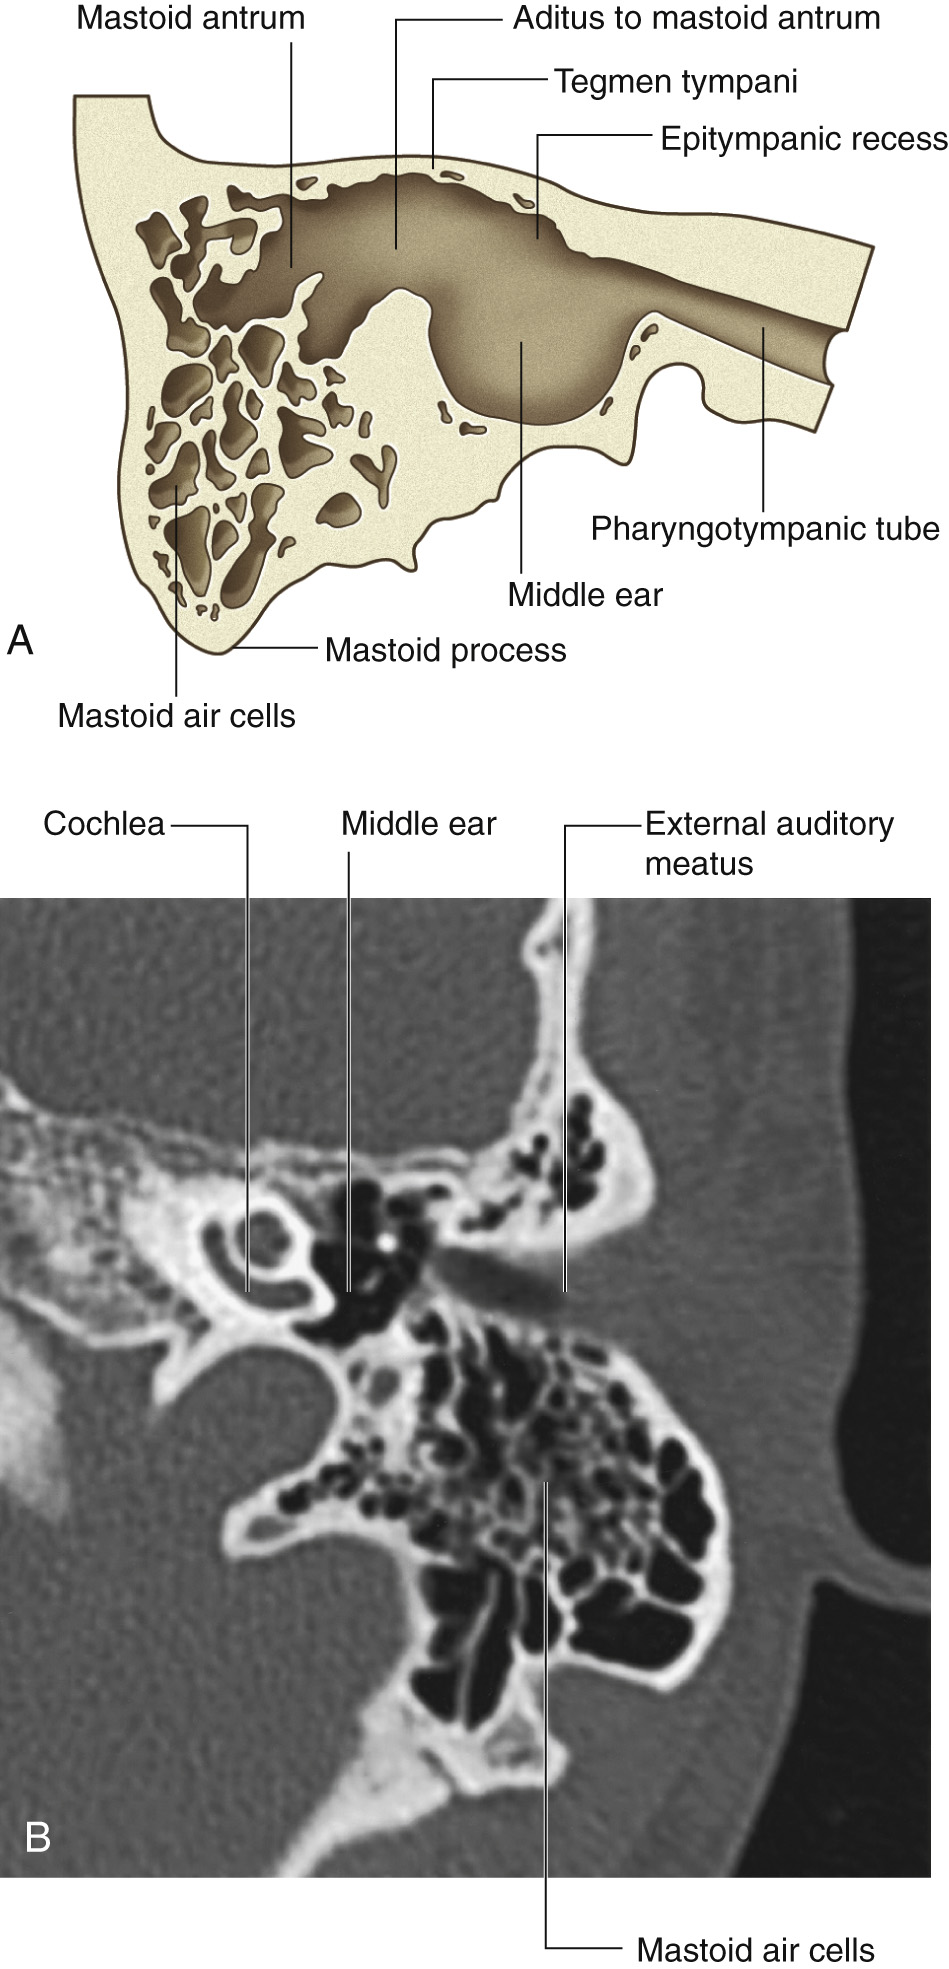 Mastoid antrum
Aditus to mastoid antrum
Tegmen tympani
Epitympanic recess
Pharyngotympanic tube
Middle ear
A
Mastoid process
Mastoid air cells
Cochlea
Middle ear
External auditory
meatus
B
Mastoid air cells